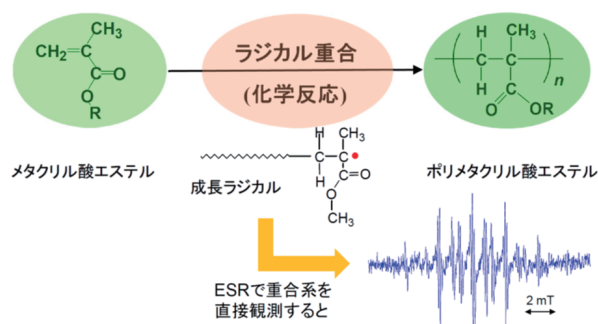 CH₃
CH₂
O
O
R
メタクリル酸エステル
ラジカル重合
(化学反応)
H
CH₃
C
C
H
n
O
OR
ポリメタクリル酸エステル
H
CH₃
C
C
H
O
O
CH₃
成長ラジカル
ESRで重合系を
直接観測すると
2 mT